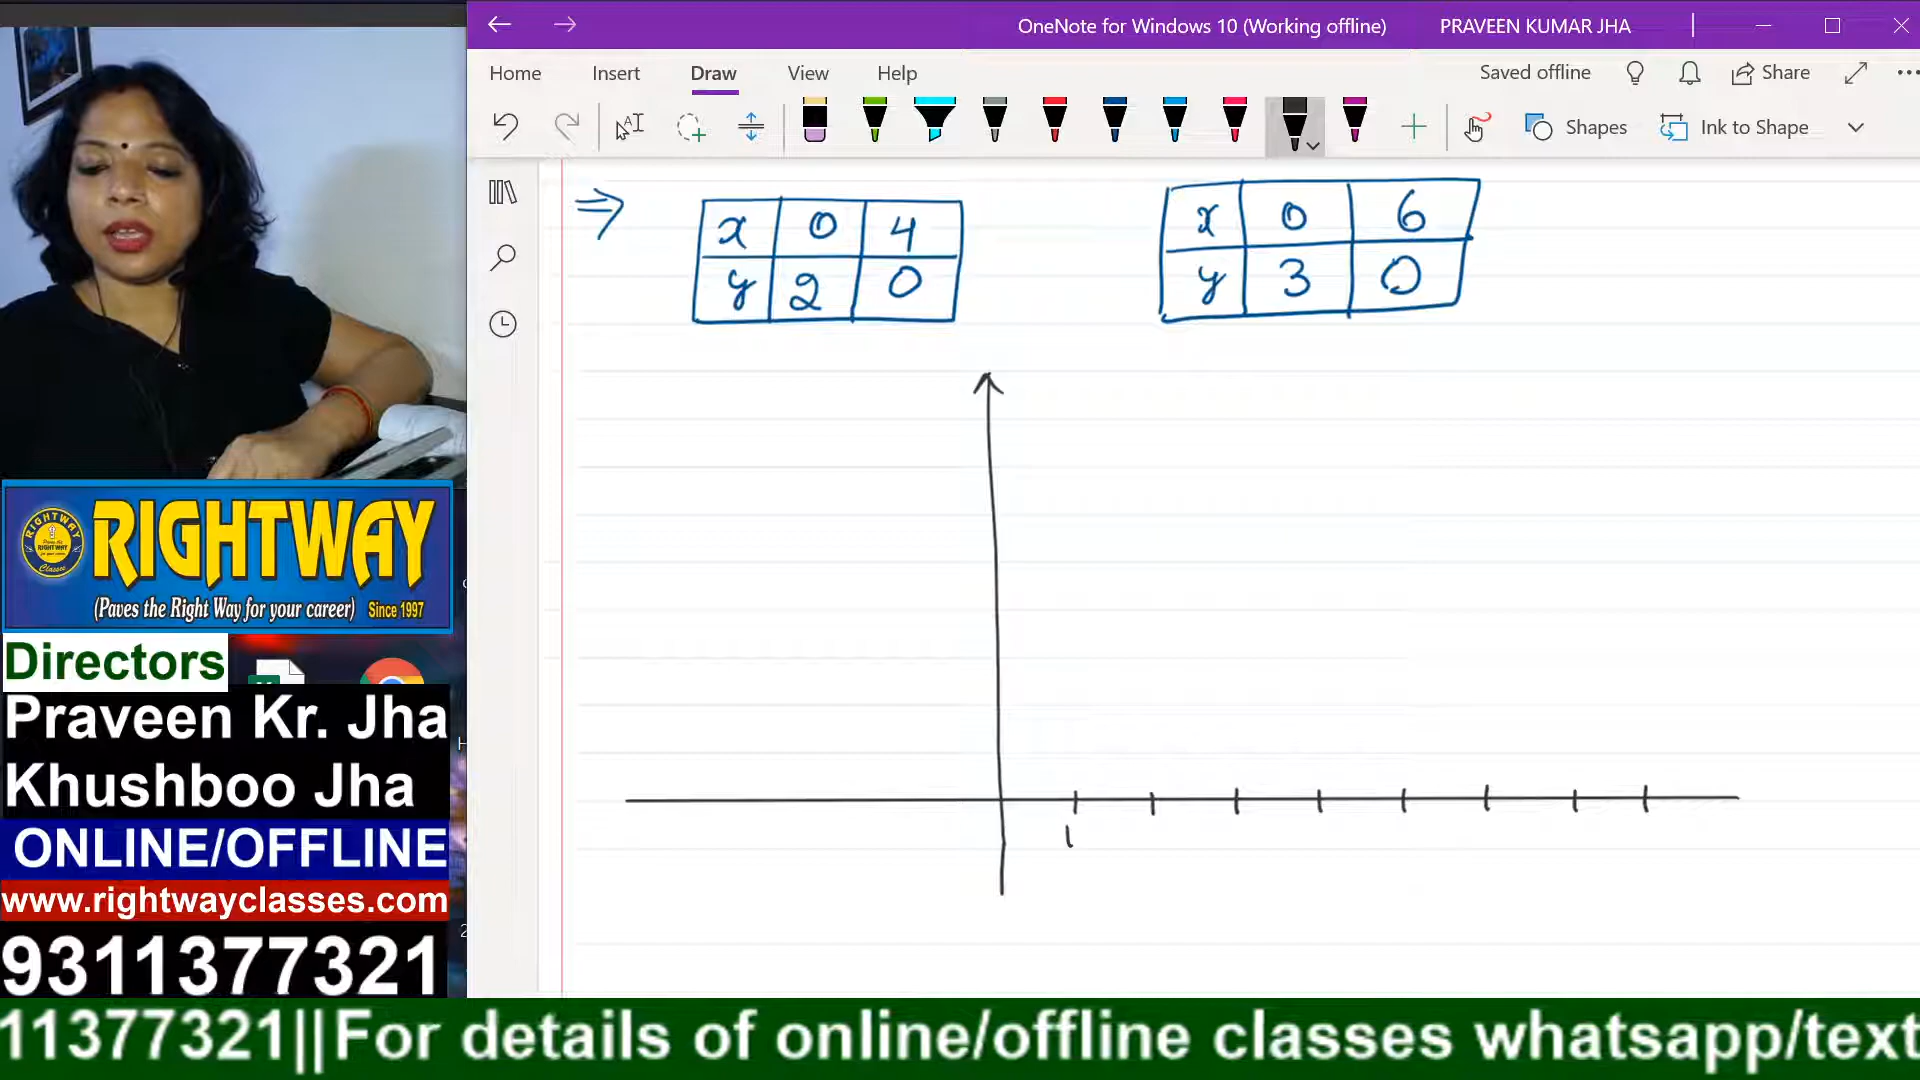 OneNote for Windows 10 (Working offline)
PRAVEEN KUMAR JHA
Home Insert Draw View Help
Saved offline
Share
Shapes
Ink to Shape
⇒
x 0 4
y 2 0
x 0 6
y 3 0
1
RIGHTWAY
RIGHTWAY
Classes
(Paves the Right Way for your career) Since 1997
Directors
Praveen Kr. Jha
Khushboo Jha
ONLINE/OFFLINE
www.rightwayclasses.com
9311377321
11377321||For details of online/offline classes whatsapp/text